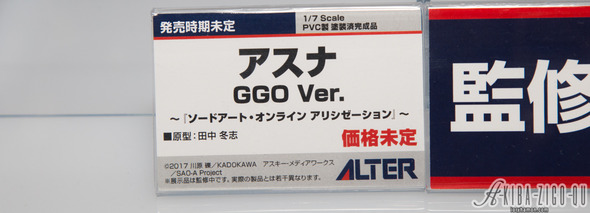 発売時期未定
1/7 Scale
PVC製 塗装済完成品
アスナ
GGO Ver.
～『ソードアート・オンライン アリシゼーション』～
■原型：田中 冬志
価格未定
©2017 川原 礫／KADOKAWA アスキー・メディアワークス
／SAO-A Project
※展示品は監修中です。実際の製品とは若干異なります。
ALTER
監修
AKIBA-ZIGO-OU